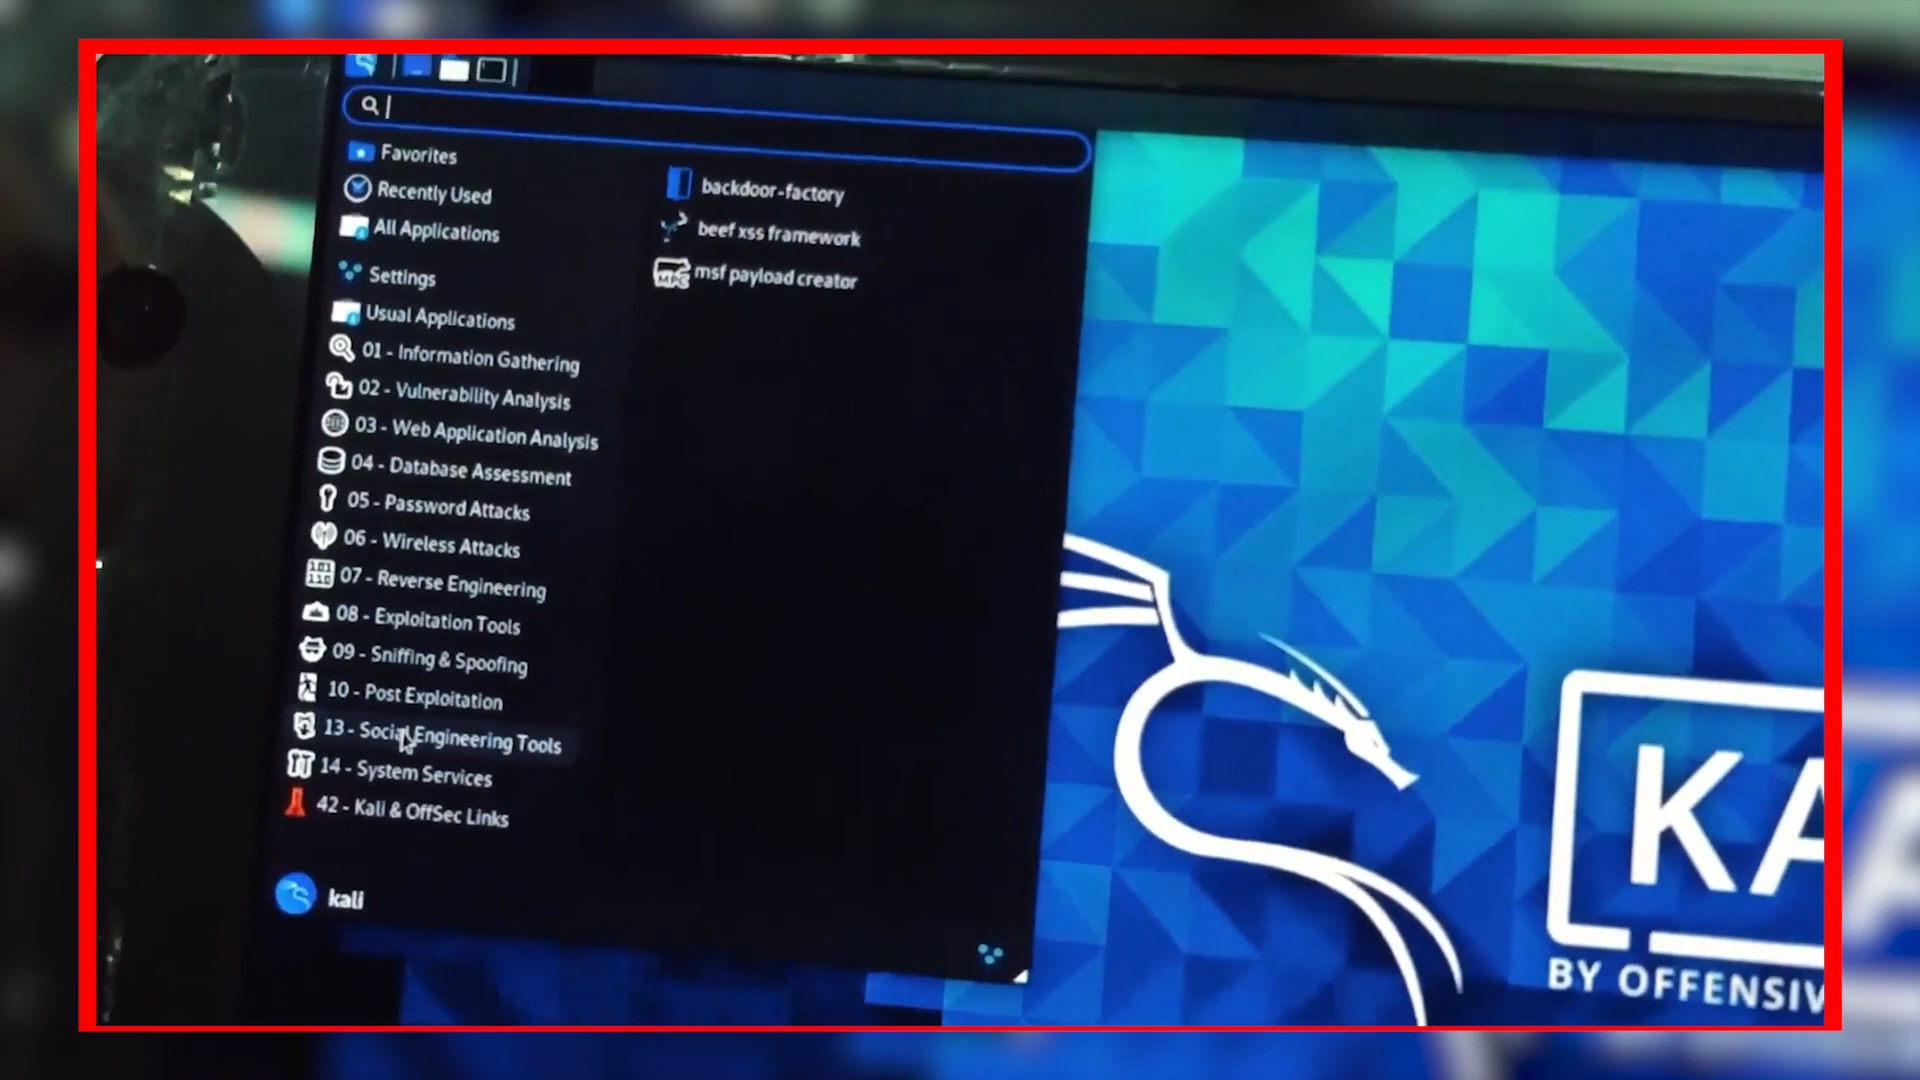 Favorites
Recently Used
All Applications
Settings
Usual Applications
01 - Information Gathering
02 - Vulnerability Analysis
03 - Web Application Analysis
04 - Database Assessment
05 - Password Attacks
06 - Wireless Attacks
07 - Reverse Engineering
08 - Exploitation Tools
09 - Sniffing & Spoofing
10 - Post Exploitation
13 - Social Engineering Tools
14 - System Services
42 - Kali & OffSec Links
kali
backdoor-factory
beef xss framework
MPC msf payload creator
KA
BY OFFENSIV